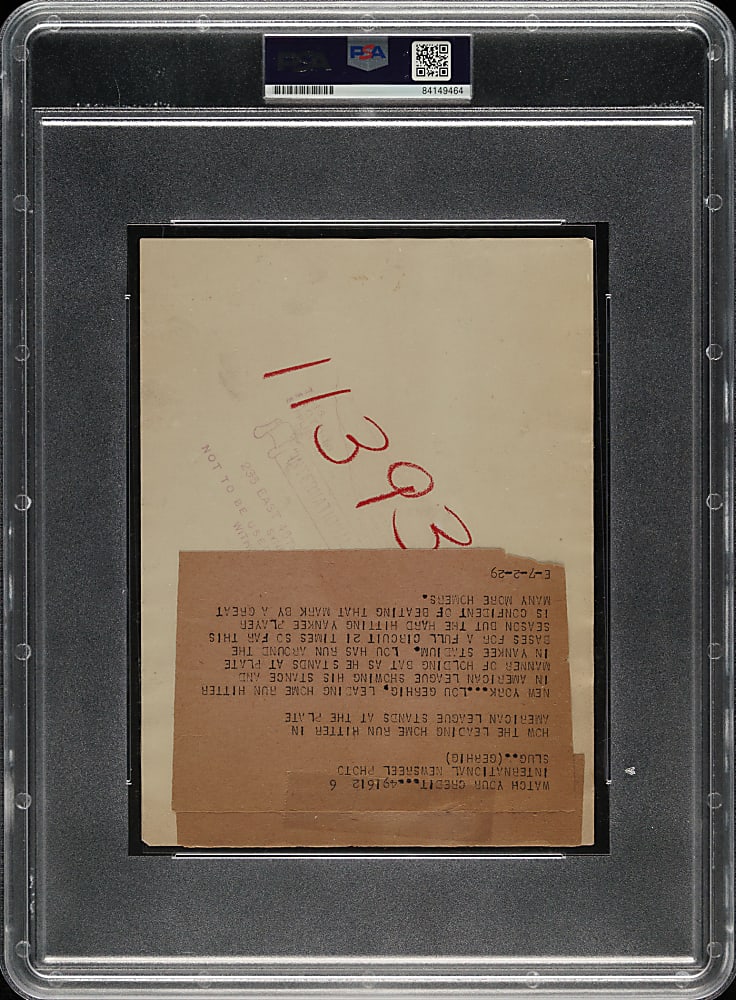 PSA
84149464
11393
235 EAST
NOT TO BE USE
WITH
WATCH YOUR CREDIT....491612 6
INTERNATIONAL NEWSREEL PHOTO
SLUG..(GERHIG)
HOW THE LEADING HOME RUN HITTER IN
AMERICAN LEAGUE STANDS AT THE PLATE
NEW YORK...LOU GERHIG, LEADING HOME RUN HITTER
IN AMERICAN LEAGUE SHOWING HIS STANCE AND
MANNER OF HOLDING BAT AS HE STANDS AT PLATE
IN YANKEE STADIUM. LOU HAS RUN AROUND THE
BASES FOR A FULL CIRCUIT 21 TIMES SO FAR THIS
SEASON BUT THE HARD HITTING YANKEE PLAYER
IS CONFIDENT OF BEATING THAT MARK BY A GREAT
MANY MORE HOMERS.
E-7-2-29